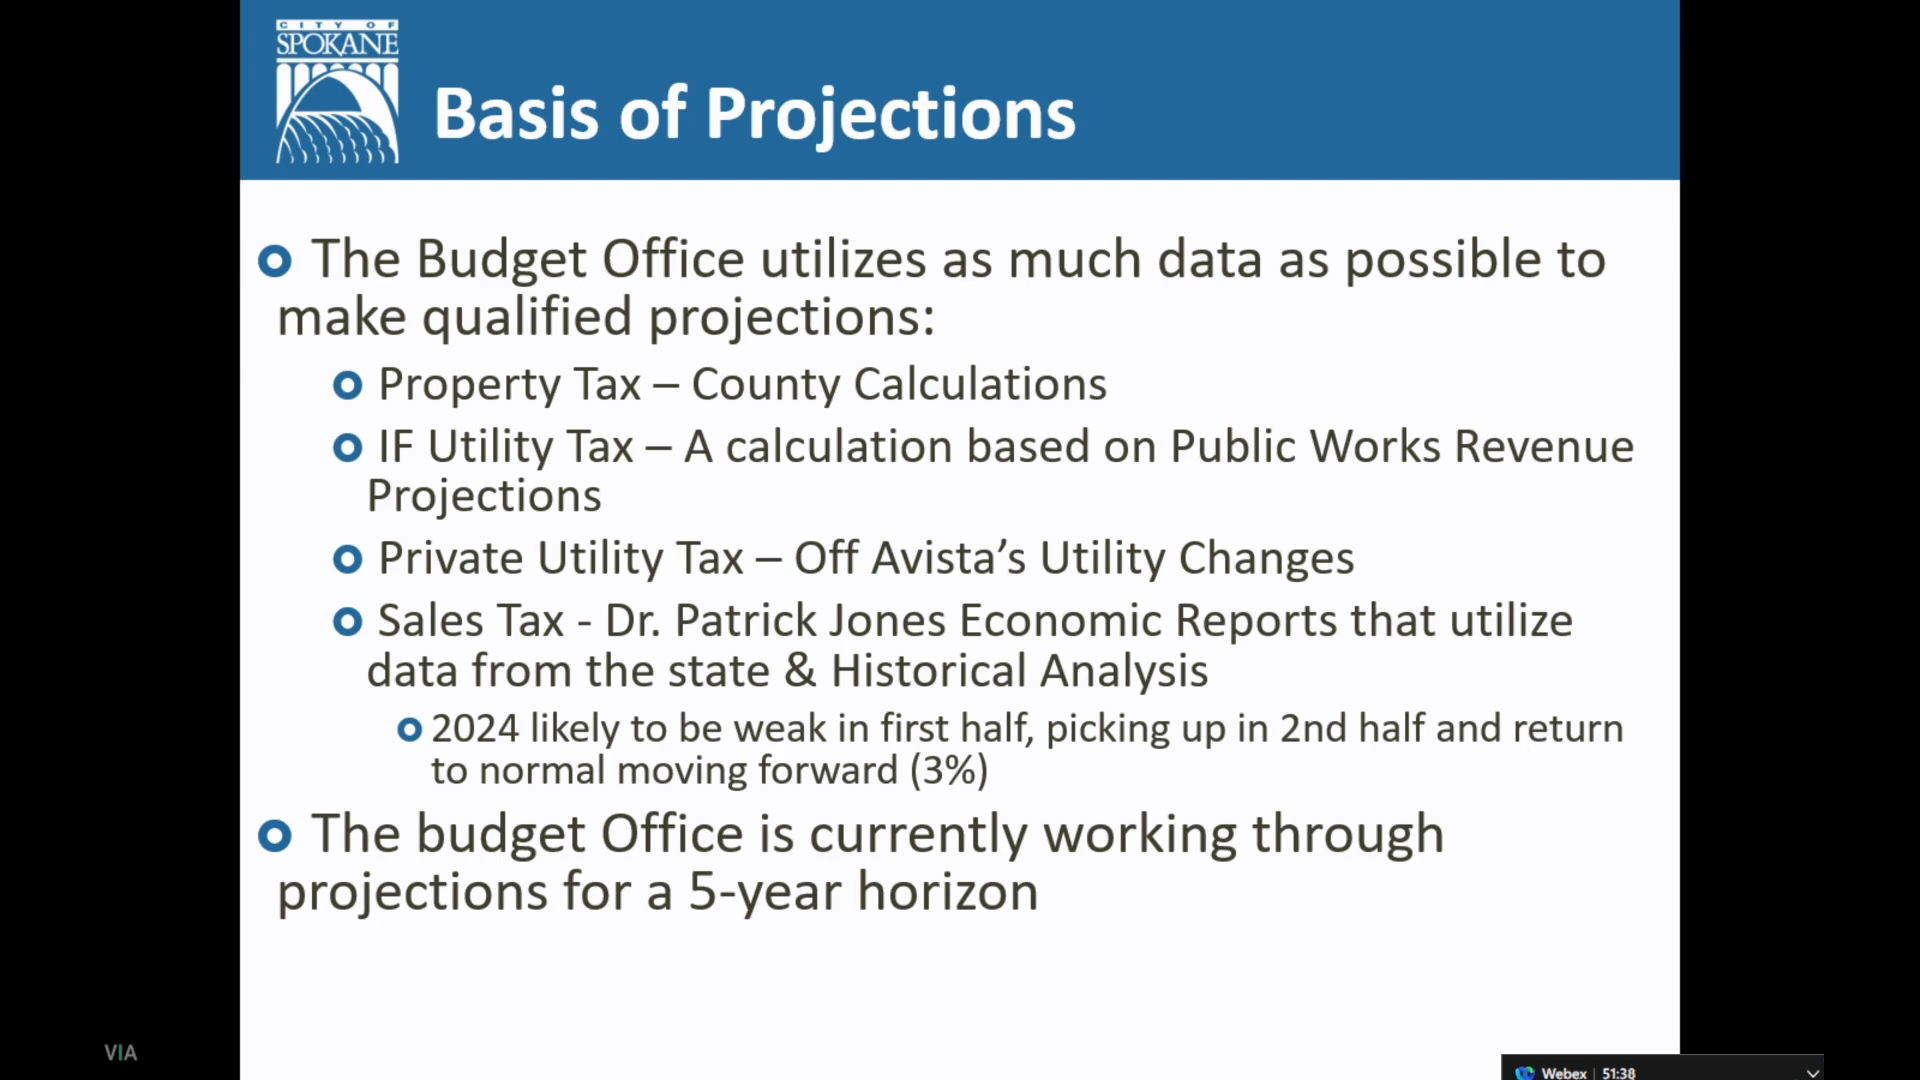 CITY OF
SPOKANE
Basis of Projections
The Budget Office utilizes as much data as possible to
make qualified projections:
Property Tax – County Calculations
IF Utility Tax – A calculation based on Public Works Revenue
Projections
Private Utility Tax – Off Avista’s Utility Changes
Sales Tax - Dr. Patrick Jones Economic Reports that utilize
data from the state & Historical Analysis
2024 likely to be weak in first half, picking up in 2nd half and return
to normal moving forward (3%)
The budget Office is currently working through
projections for a 5-year horizon
VIA
Webex | 51:38